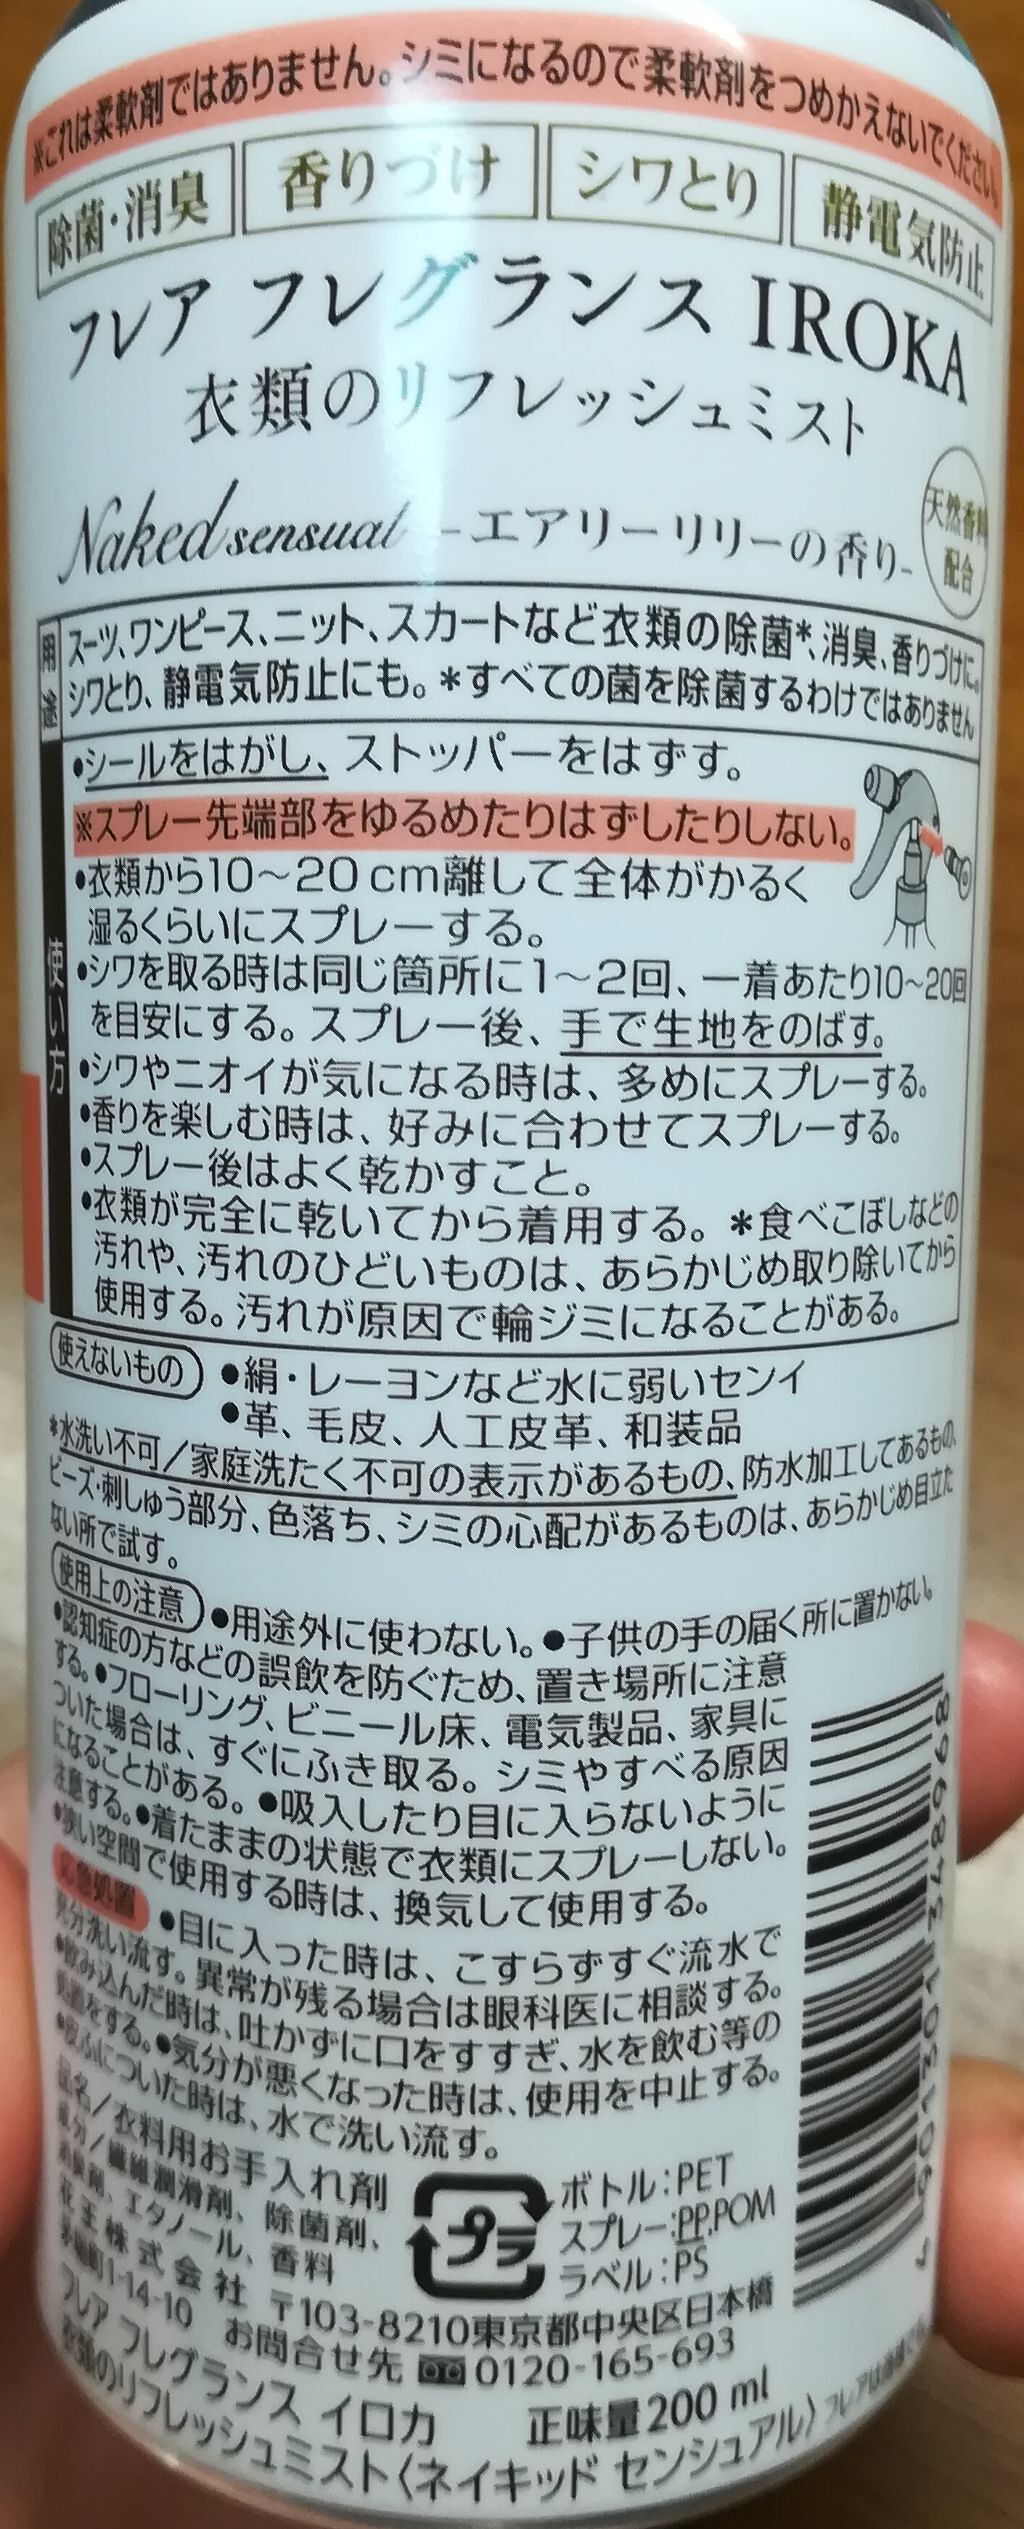 ※これは柔軟剤ではありません。シミになるので柔軟剤をつめかえないでください。
除菌・消臭 香りづけ シワとり 静電気防止
フレア フレグランス IROKA
衣類のリフレッシュミスト
Naked sensual -エアリーリリーの香り-
天然香料
配合
用途
スーツ、ワンピース、ニット、スカートなど衣類の除菌*、消臭、香りづけに。
シワとり、静電気防止にも。*すべての菌を除菌するわけではありません
使い方
•シールをはがし、ストッパーをはずす。
※スプレー先端部をゆるめたりはずしたりしない。
•衣類から10～20cm離して全体がかるく
湿るくらいにスプレーする。
•シワを取る時は同じ箇所に1～2回、一着あたり10～20回
を目安にする。スプレー後、手で生地をのばす。
•シワやニオイが気になる時は、多めにスプレーする。
•香りを楽しむ時は、好みに合わせてスプレーする。
•スプレー後はよく乾かすこと。
•衣類が完全に乾いてから着用する。*食べこぼしなどの
汚れや、汚れのひどいものは、あらかじめ取り除いてから
使用する。汚れが原因で輪ジミになることがある。
使えないもの ●絹・レーヨンなど水に弱いセンイ
●革、毛皮、人工皮革、和装品
*水洗い不可／家庭洗たく不可の表示があるもの、防水加工してあるもの、
ビーズ・刺しゅう部分、色落ち、シミの心配があるものは、あらかじめ目立た
ない所で試す。
使用上の注意 ●用途外に使わない。●子供の手の届く所に置かない。
●認知症の方などの誤飲を防ぐため、置き場所に注意
する。●フローリング、ビニール床、電気製品、家具に
ついた場合は、すぐにふき取る。シミやすべる原因
になることがある。●吸入したり目に入らないように
注意する。●着たままの状態で衣類にスプレーしない。
●狭い空間で使用する時は、換気して使用する。
応急処置 ●目に入った時は、こすらずすぐ流水で
充分洗い流す。異常が残る場合は眼科医に相談する。
●飲み込んだ時は、吐かずに口をすすぎ、水を飲む等の
処置をする。●気分が悪くなった時は、使用を中止する。
●皮ふについた時は、水で洗い流す。
品名／衣料用お手入れ剤
成分／繊維潤滑剤、除菌剤、
消臭剤、エタノール、香料
プラ
ボトル:PET
スプレー:PP,POM
ラベル:PS
花王株式会社 〒103-8210東京都中央区日本橋
茅場町1-14-10 お問合せ先 0120-165-693
フレア フレグランス イロカ 正味量200 ml
衣類のリフレッシュミスト〈ネイキッド センシュアル〉